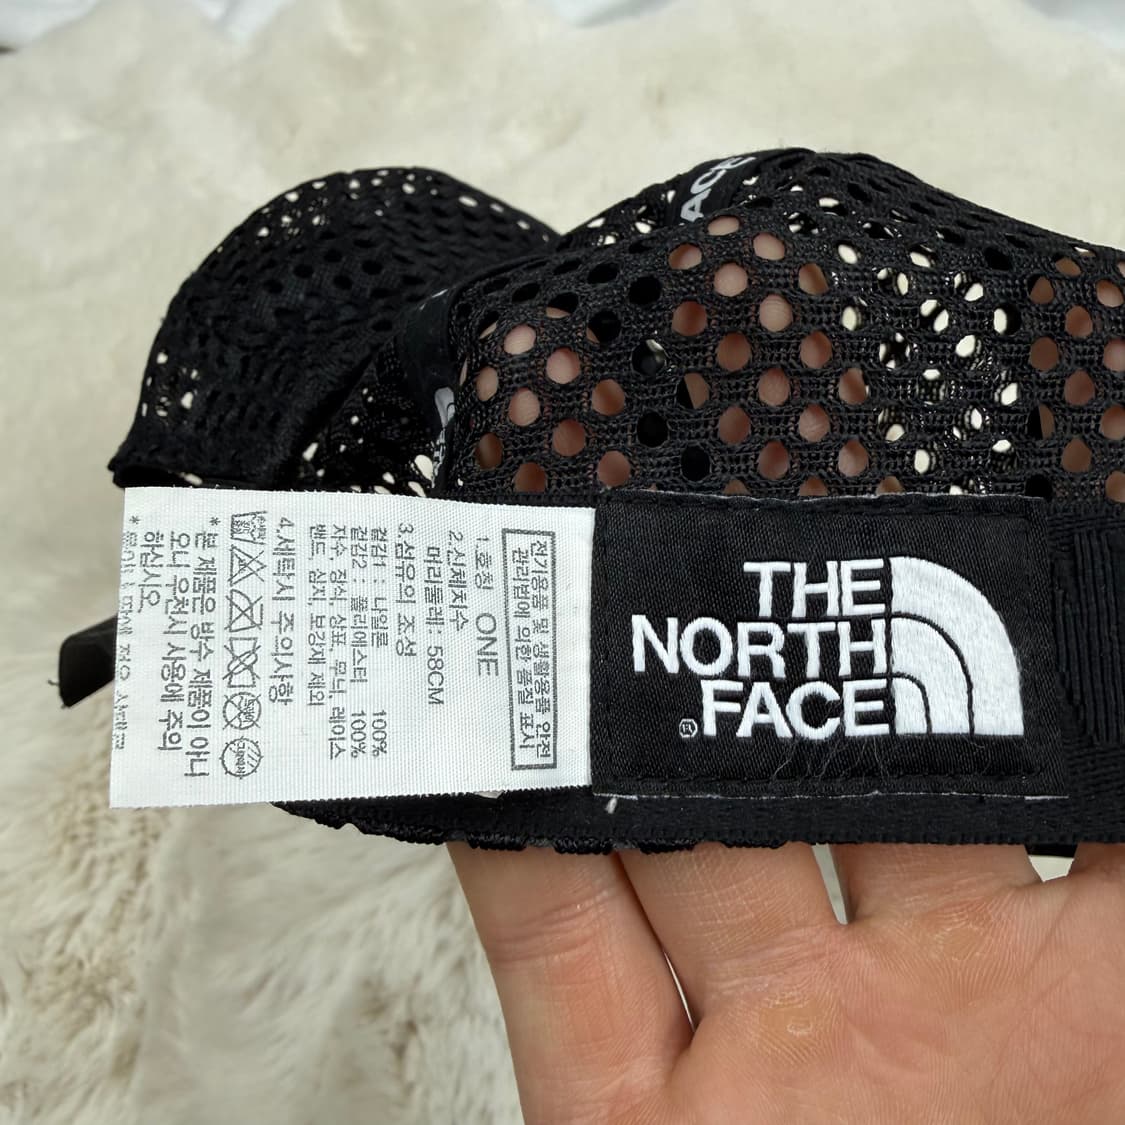 전기용품 및 생활용품 안전
관리법에 의한 품질 표시
1.호칭 ONE
2.신체치수
머리둘레: 58CM
3.섬유의 조성
겉감1 : 나일론 100%
겉감2 : 폴리에스터 100%
자수, 장식, 상표, 무늬, 레이스
밴드, 심지, 보강재 제외
4.세탁시 주의사항
* 본 제품은 방수 제품이 아니
오니 우천시 사용에 주의
하십시오.
THE
NORTH
FACE
®
ACE